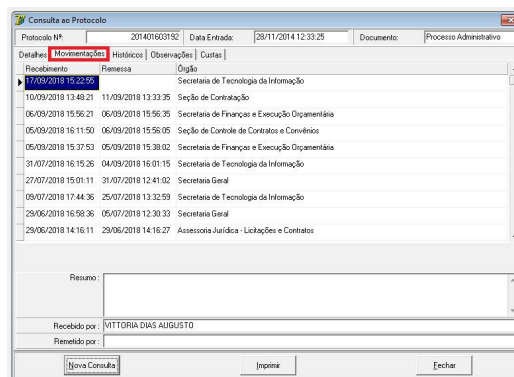 Consulta ao Protocolo
Protocolo Nº: 201401603192 Data Entrada: 28/11/2014 12:33:25 Documento: Processo Administrativo
Detalhes Movimentações Históricos Observações Custas
Recebimento Remessa Órgão
17/09/2018 15:22:55 Secretaria de Tecnologia da Informação
10/09/2018 13:48:21 11/09/2018 13:33:35 Seção de Contratação
06/09/2018 15:56:21 06/09/2018 15:56:35 Secretaria de Finanças e Execução Orçamentária
05/09/2018 16:11:50 06/09/2018 15:56:05 Seção de Controle de Contratos e Convênios
05/09/2018 15:37:53 05/09/2018 15:38:02 Secretaria de Finanças e Execução Orçamentária
31/07/2018 16:15:26 04/09/2018 16:01:15 Secretaria de Tecnologia da Informação
27/07/2018 15:01:11 31/07/2018 12:41:02 Secretaria Geral
09/07/2018 17:44:36 25/07/2018 13:32:59 Secretaria de Tecnologia da Informação
29/06/2018 16:58:36 05/07/2018 12:30:33 Secretaria Geral
29/06/2018 14:16:11 29/06/2018 14:16:27 Assessoria Jurídica - Licitações e Contratos
Resumo :
Recebido por : VITTORIA DIAS AUGUSTO
Remetido por :
Nova Consulta Imprimir Fechar